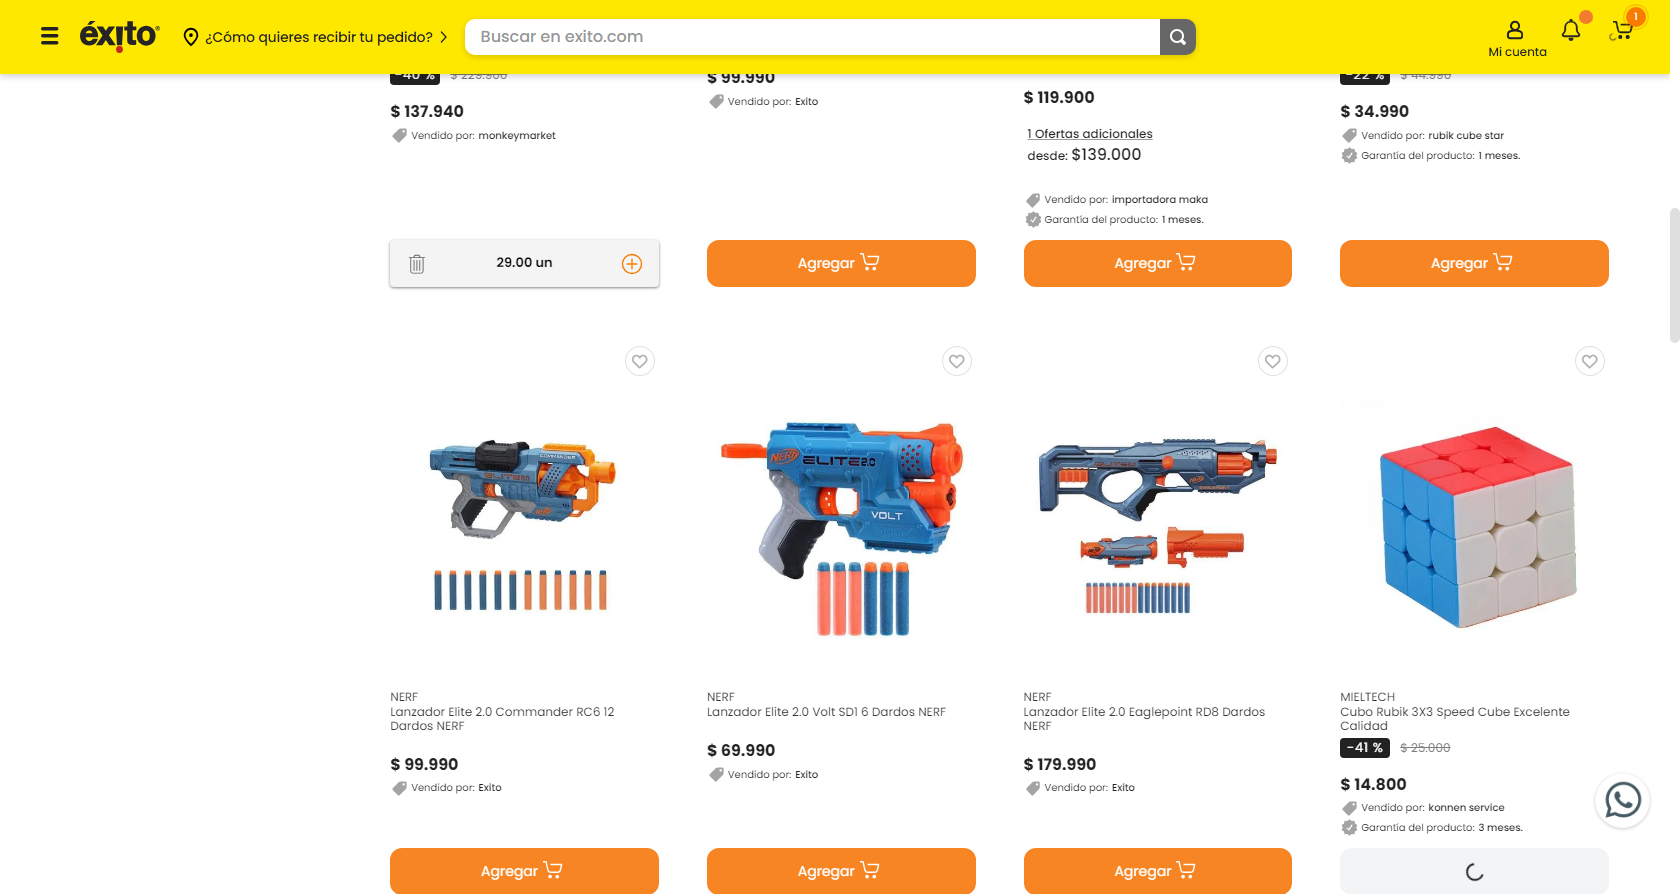 éxito
¿Cómo quieres recibir tu pedido?
Buscar en exito.com
1
Mi cuenta
-40 % $ 229.900
$ 137.940
Vendido por: monkeymarket
29.00 un
$ 99.990
Vendido por: Exito
Agregar
$ 119.900
1 Ofertas adicionales
desde: $139.000
Vendido por: importadora maka
Garantía del producto: 1 meses.
Agregar
-22 % $ 44.990
$ 34.990
Vendido por: rubik cube star
Garantía del producto: 1 meses.
Agregar
COMMANDER
NERF
ELITE 2.0
VOLT
NERF
Lanzador Elite 2.0 Commander RC6 12
Dardos NERF
$ 99.990
Vendido por: Exito
Agregar
NERF
Lanzador Elite 2.0 Volt SD1 6 Dardos NERF
$ 69.990
Vendido por: Exito
Agregar
NERF
Lanzador Elite 2.0 Eaglepoint RD8 Dardos
NERF
$ 179.990
Vendido por: Exito
Agregar
MIELTECH
Cubo Rubik 3X3 Speed Cube Excelente
Calidad
-41 % $ 25.000
$ 14.800
Vendido por: konnen service
Garantía del producto: 3 meses.